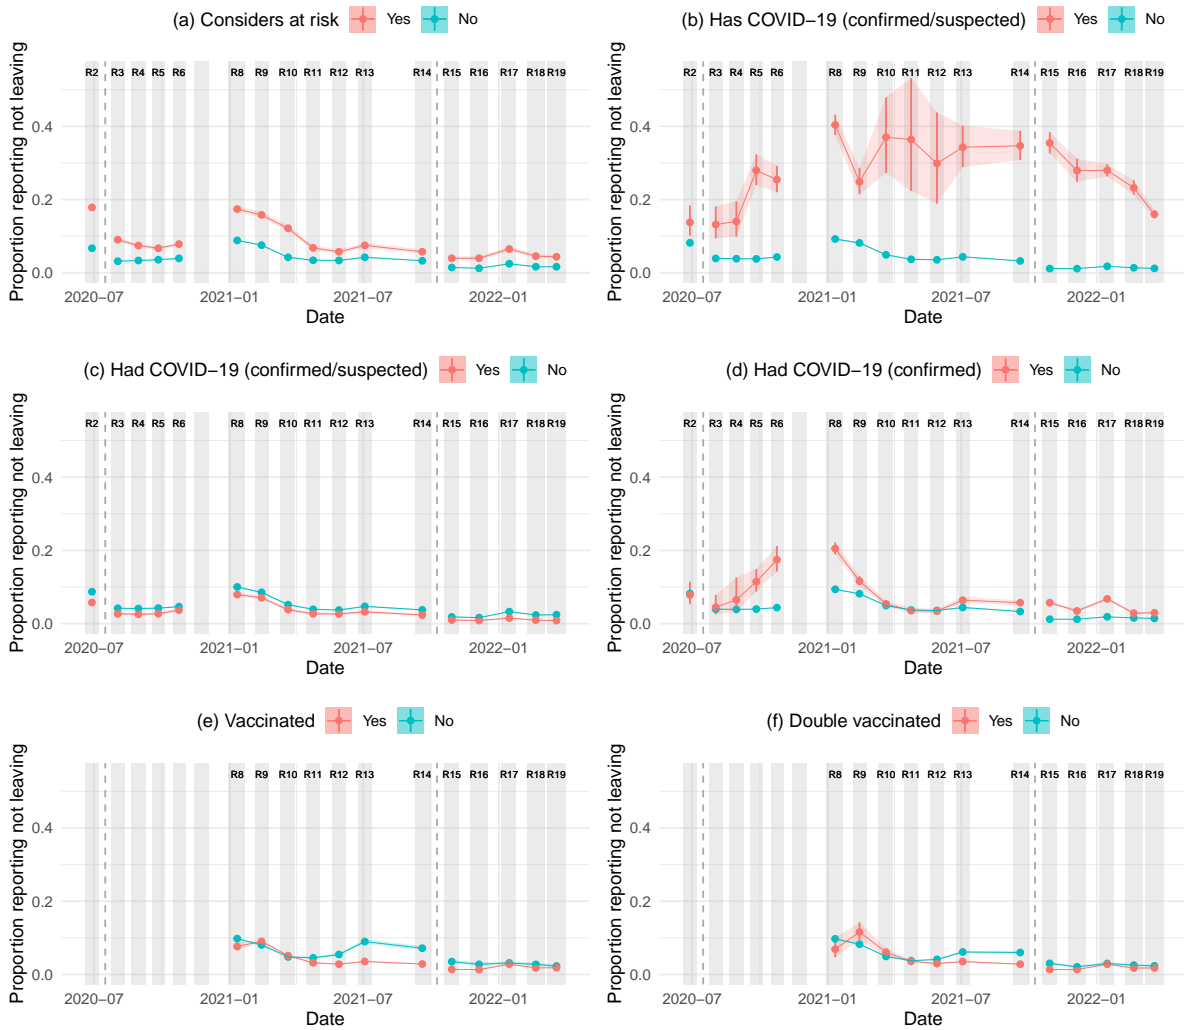 (a) Considers at risk Yes No
R2 R3 R4 R5 R6 R8 R9 R10 R11 R12 R13 R14 R15 R16 R17 R18 R19
0.4
0.2
0.0
Proportion reporting not leaving
2020−07 2021−01 2021−07 2022−01
Date
(b) Has COVID−19 (confirmed/suspected) Yes No
R2 R3 R4 R5 R6 R8 R9 R10 R11 R12 R13 R14 R15 R16 R17 R18 R19
0.4
0.2
0.0
Proportion reporting not leaving
2020−07 2021−01 2021−07 2022−01
Date
(c) Had COVID−19 (confirmed/suspected) Yes No
R2 R3 R4 R5 R6 R8 R9 R10 R11 R12 R13 R14 R15 R16 R17 R18 R19
0.4
0.2
0.0
Proportion reporting not leaving
2020−07 2021−01 2021−07 2022−01
Date
(d) Had COVID−19 (confirmed) Yes No
R2 R3 R4 R5 R6 R8 R9 R10 R11 R12 R13 R14 R15 R16 R17 R18 R19
0.4
0.2
0.0
Proportion reporting not leaving
2020−07 2021−01 2021−07 2022−01
Date
(e) Vaccinated Yes No
R8 R9 R10 R11 R12 R13 R14 R15 R16 R17 R18 R19
0.4
0.2
0.0
Proportion reporting not leaving
2020−07 2021−01 2021−07 2022−01
Date
(f) Double vaccinated Yes No
R8 R9 R10 R11 R12 R13 R14 R15 R16 R17 R18 R19
0.4
0.2
0.0
Proportion reporting not leaving
2020−07 2021−01 2021−07 2022−01
Date